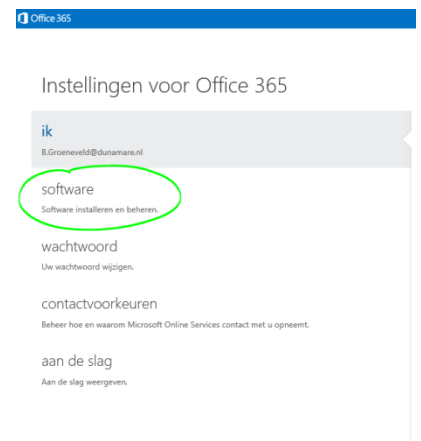 Office 365
Instellingen voor Office 365
ik
B.Groeneveld@dunamare.nl
software
Software installeren en beheren.
wachtwoord
Uw wachtwoord wijzigen.
contactvoorkeuren
Beheer hoe en waarom Microsoft Online Services contact met u opneemt.
aan de slag
Aan de slag weergeven.